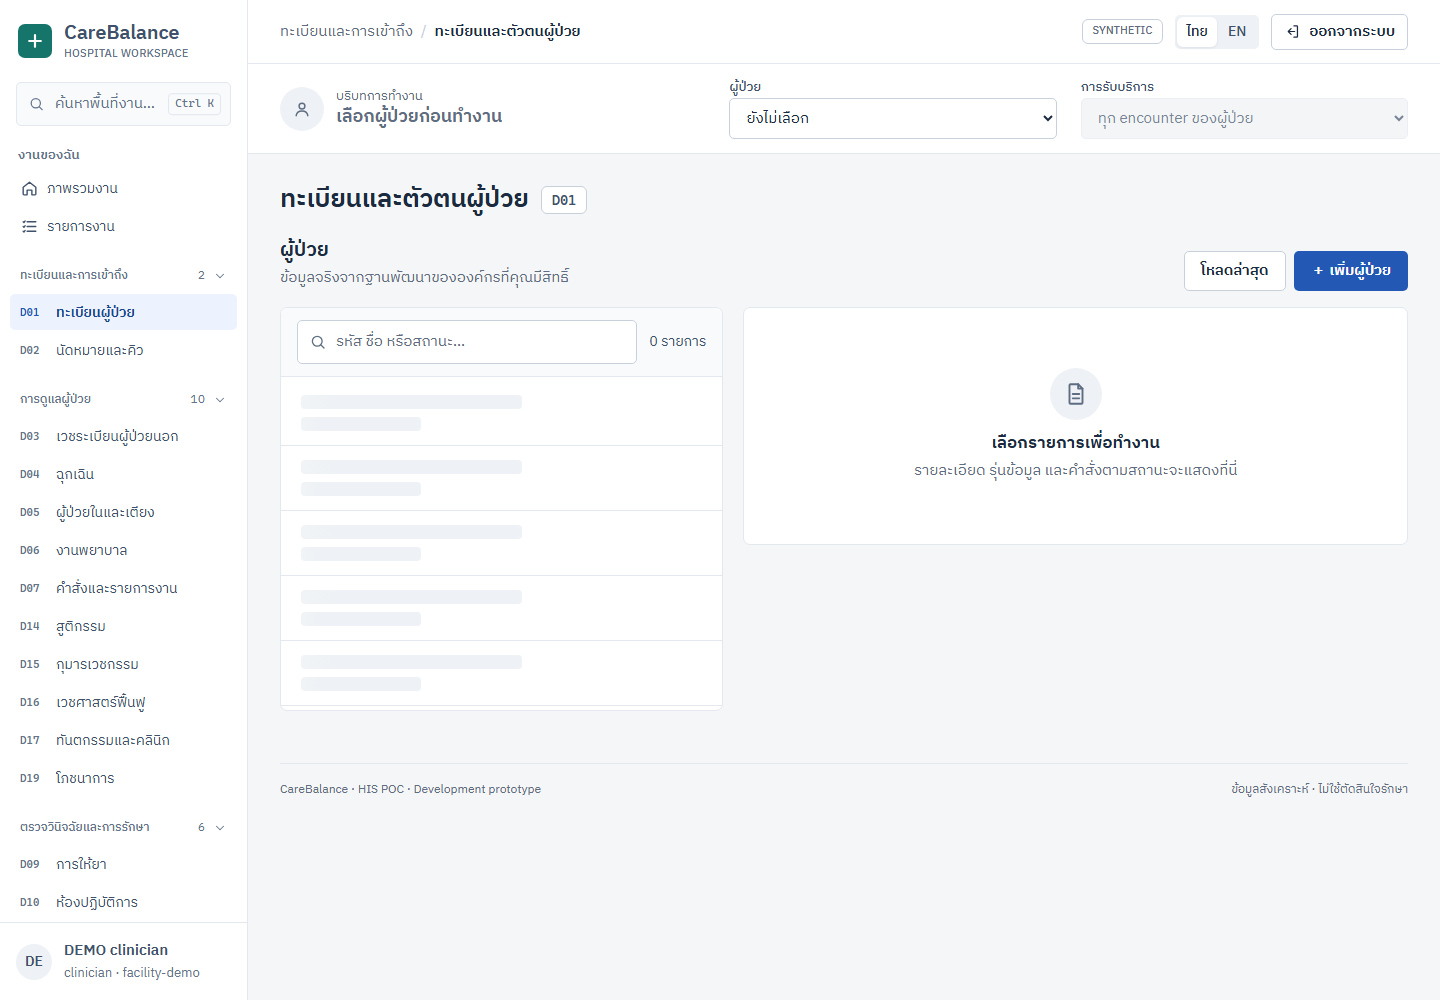 CareBalance
HOSPITAL WORKSPACE
ค้นหาพื้นที่งาน... Ctrl K
งานของฉัน
ภาพรวมงาน
รายการงาน
ทะเบียนและการเข้าถึง 2
D01 ทะเบียนผู้ป่วย
D02 นัดหมายและคิว
การดูแลผู้ป่วย 10
D03 เวชระเบียนผู้ป่วยนอก
D04 ฉุกเฉิน
D05 ผู้ป่วยในและเตียง
D06 งานพยาบาล
D07 คำสั่งและรายการงาน
D14 สูติกรรม
D15 กุมารเวชกรรม
D16 เวชศาสตร์ฟื้นฟู
D17 ทันตกรรมและคลินิก
D19 โภชนาการ
ตรวจวินิจฉัยและการรักษา 6
D09 การให้ยา
D10 ห้องปฏิบัติการ
DE DEMO clinician
clinician · facility-demo
ทะเบียนและการเข้าถึง / ทะเบียนและตัวตนผู้ป่วย
SYNTHETIC ไทย EN ออกจากระบบ
บริบทการทำงาน
เลือกผู้ป่วยก่อนทำงาน
ผู้ป่วย
ยังไม่เลือก
การรับบริการ
ทุก encounter ของผู้ป่วย
ทะเบียนและตัวตนผู้ป่วย D01
ผู้ป่วย
ข้อมูลจริงจากฐานพัฒนาขององค์กรที่คุณมีสิทธิ์
โหลดล่าสุด + เพิ่มผู้ป่วย
รหัส ชื่อ หรือสถานะ... 0 รายการ
เลือกรายการเพื่อทำงาน
รายละเอียด รุ่นข้อมูล และคำสั่งตามสถานะจะแสดงที่นี่
CareBalance · HIS POC · Development prototype
ข้อมูลสังเคราะห์ · ไม่ใช้ตัดสินใจรักษา